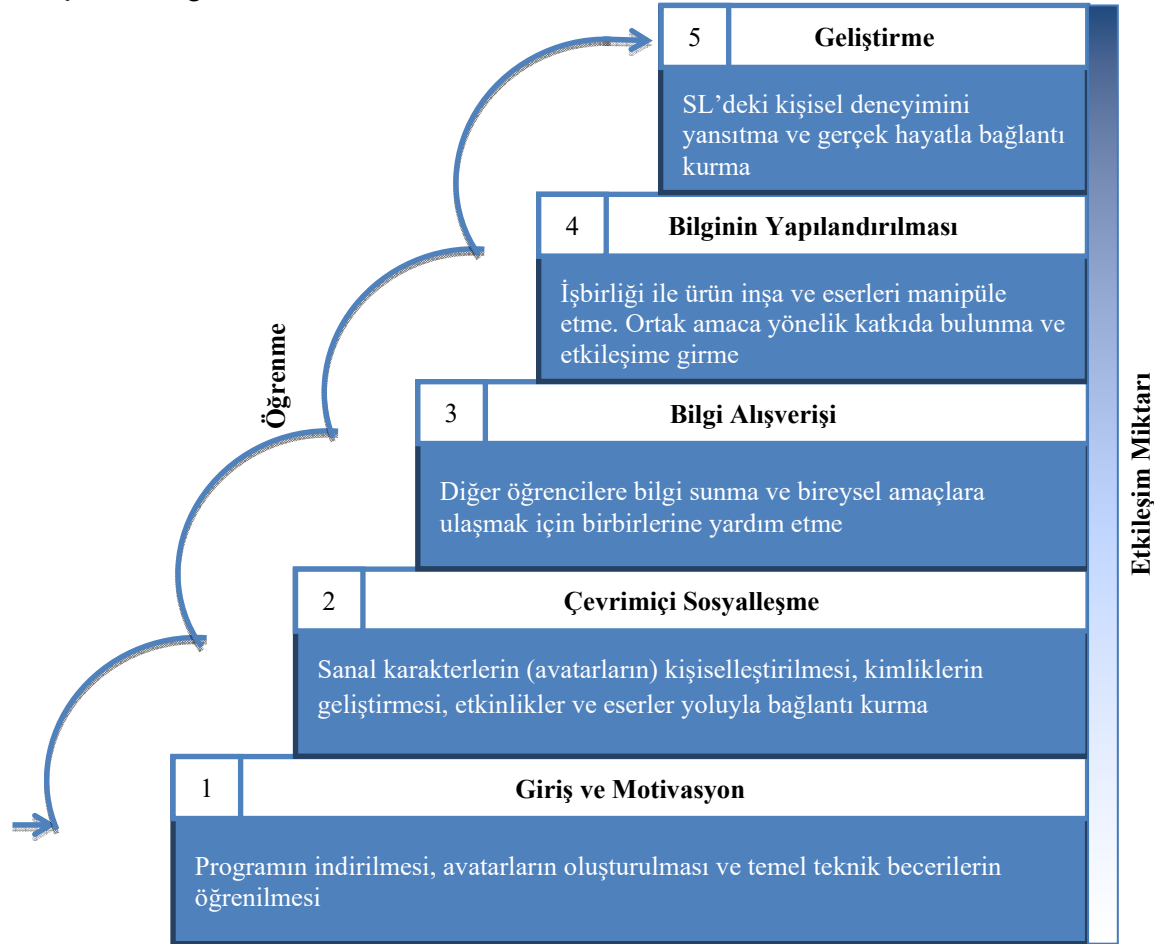 5 Geliştirme
SL’deki kişisel deneyimini
yansıtma ve gerçek hayatla bağlantı
kurma
4 Bilginin Yapılandırılması
İşbirliği ile ürün inşa ve eserleri manipüle
etme. Ortak amaca yönelik katkıda bulunma ve
etkileşime girme
Öğrenme
3 Bilgi Alışverişi
Diğer öğrencilere bilgi sunma ve bireysel amaçlara
ulaşmak için birbirlerine yardım etme
Etkileşim Miktarı
2 Çevrimiçi Sosyalleşme
Sanal karakterlerin (avatarların) kişiselleştirilmesi, kimliklerin
geliştirmesi, etkinlikler ve eserler yoluyla bağlantı kurma
1 Giriş ve Motivasyon
Programın indirilmesi, avatarların oluşturulması ve temel teknik becerilerin
öğrenilmesi